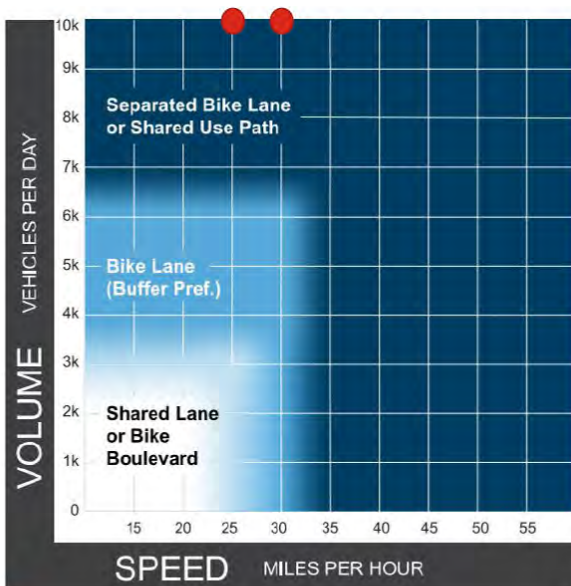 10k
9k
8k
7k
6k
5k
4k
3k
2k
1k
0
VOLUME VEHICLES PER DAY
Separated Bike Lane
or Shared Use Path
Bike Lane
(Buffer Pref.)
Shared Lane
or Bike
Boulevard
15 20 25 30 35 40 45 50 55
SPEED MILES PER HOUR